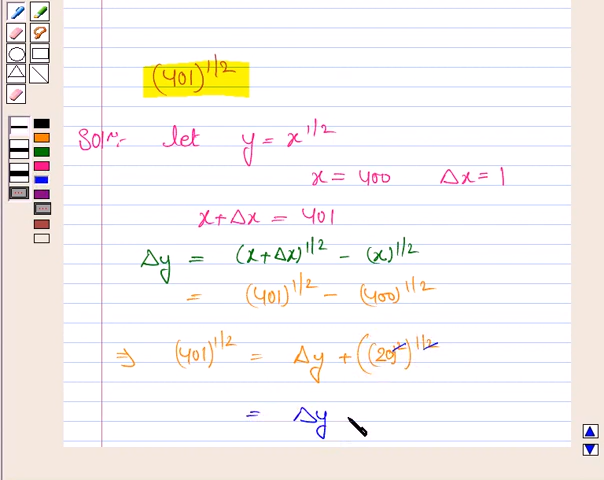 (401)^1/2
Sol^n:- let y = x^1/2
x = 400 Δx = 1
x + Δx = 401
Δy = (x + Δx)^1/2 - (x)^1/2
= (401)^1/2 - (400)^1/2
⇒ (401)^1/2 = Δy + ((20)^2)^1/2
= Δy